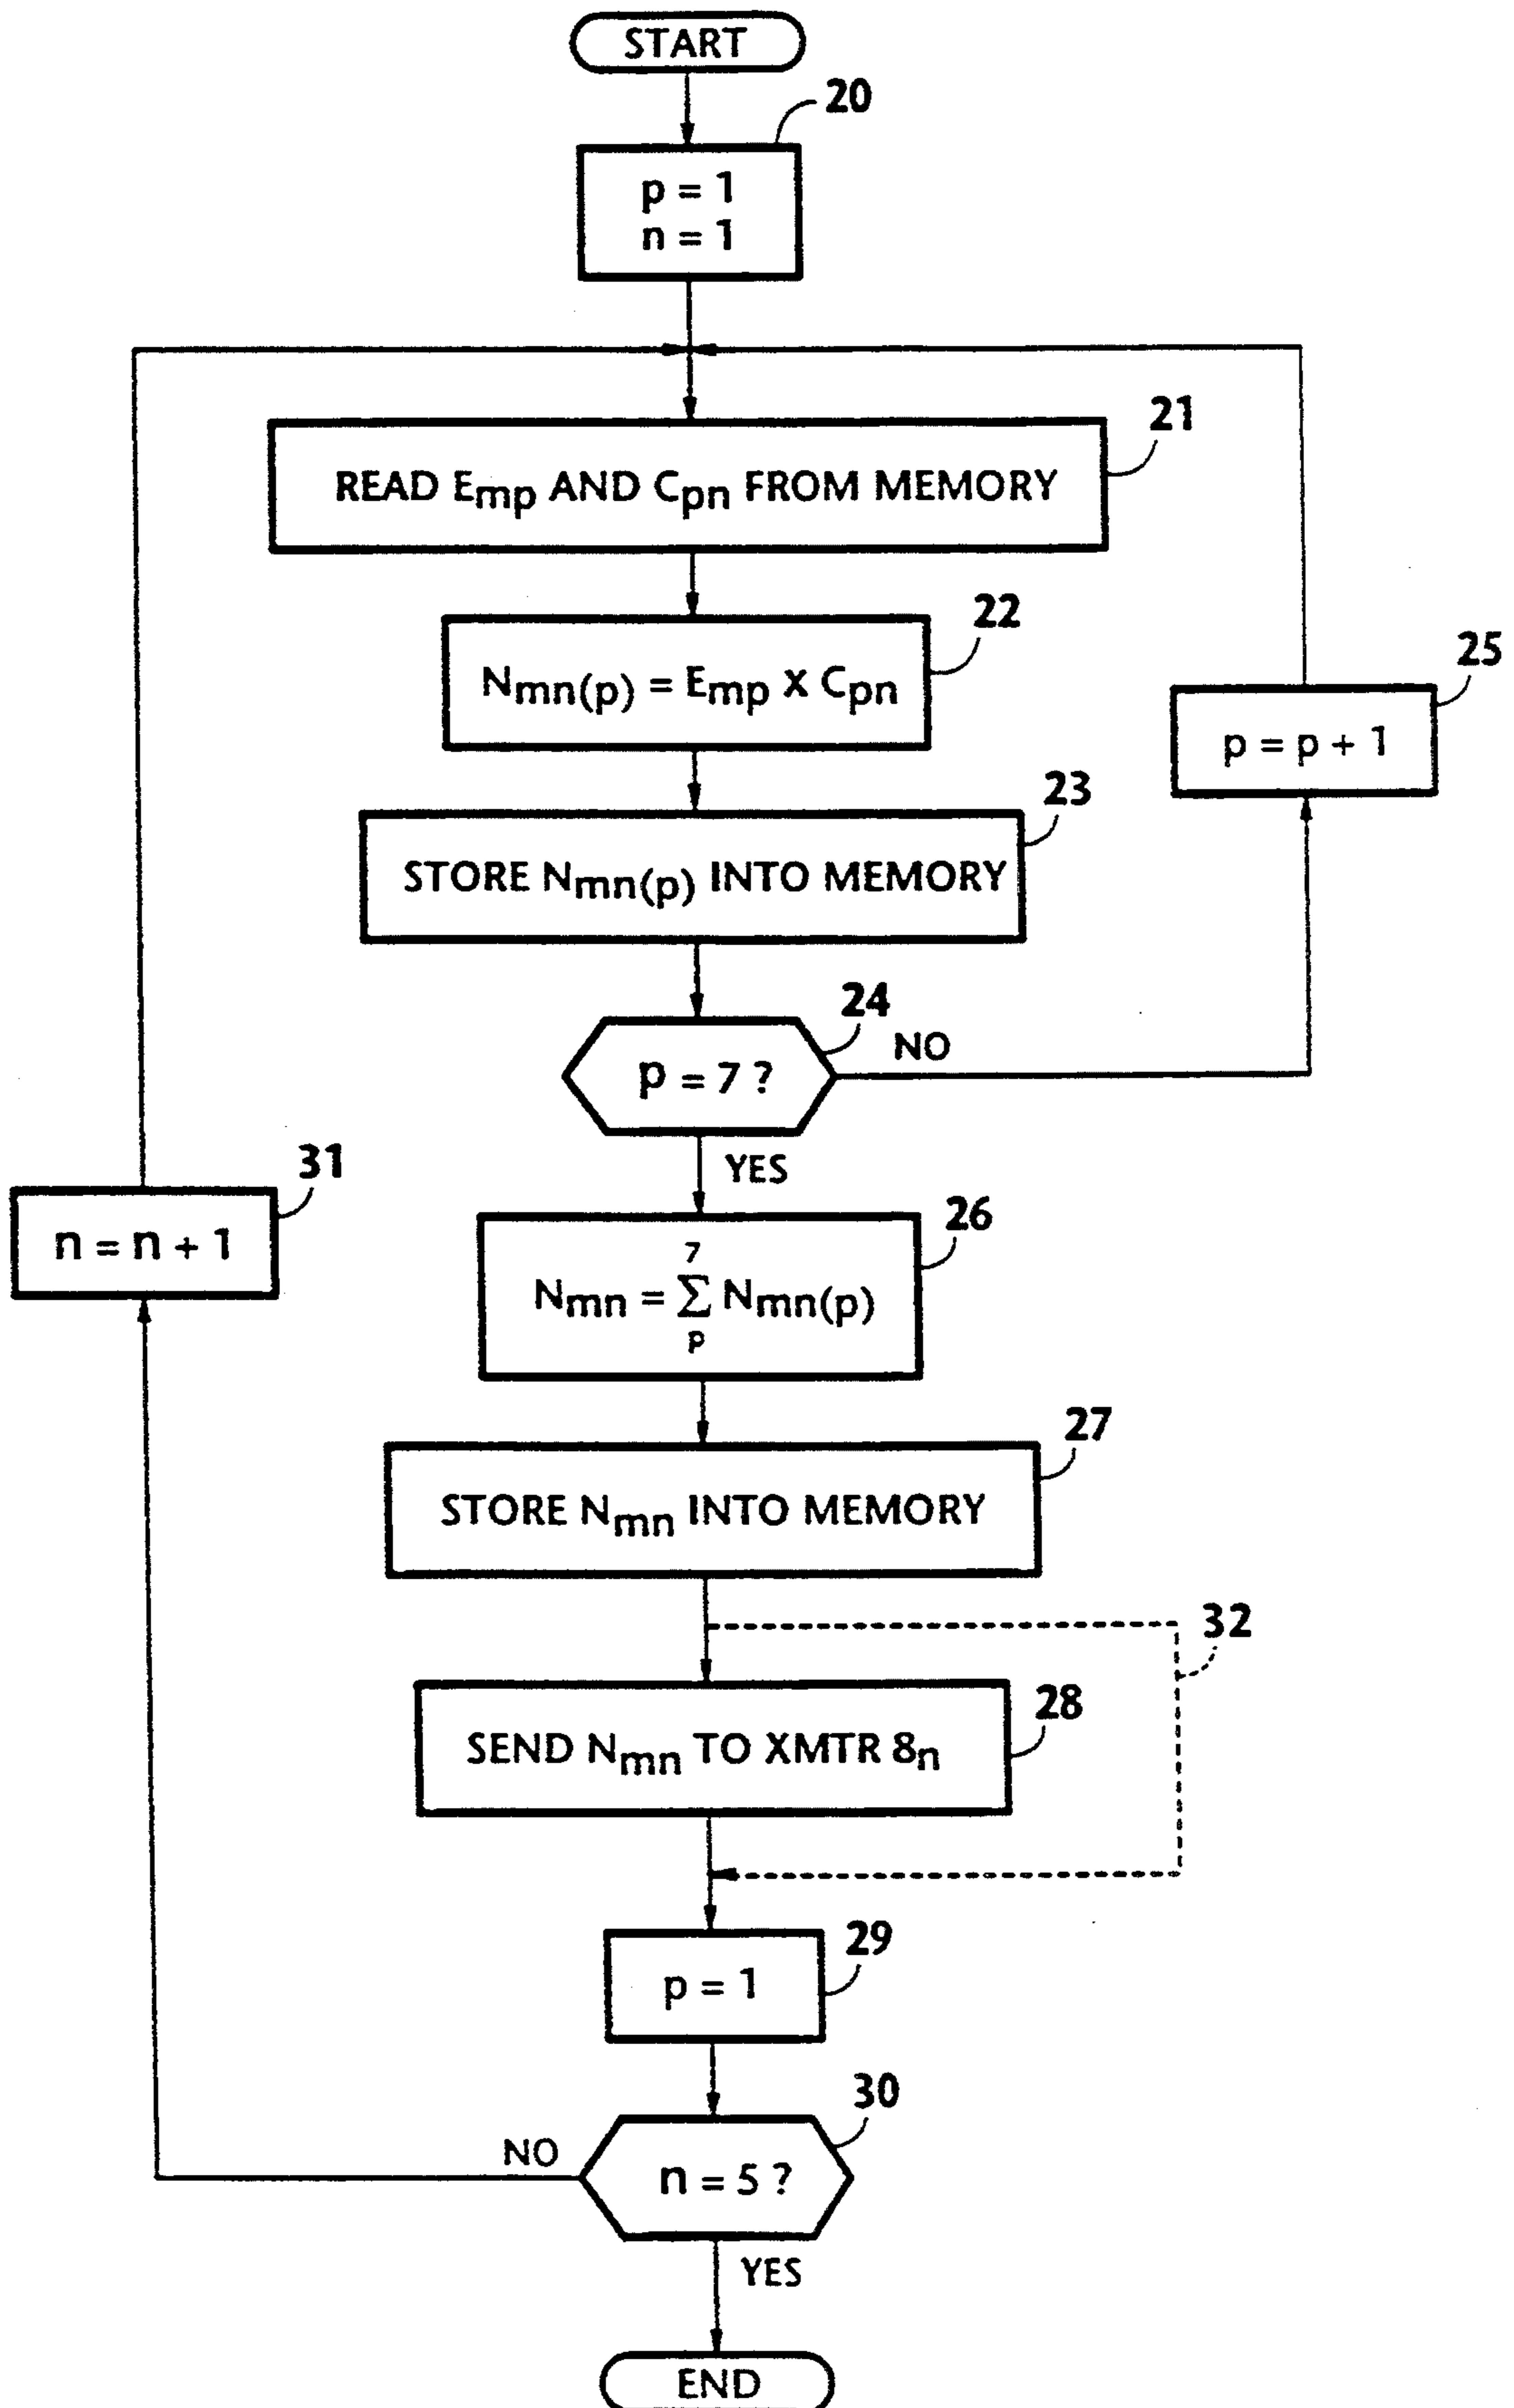 START
20
p = 1
n = 1
21
READ Emp AND Cpn FROM MEMORY
22
Nmn(p) = Emp X Cpn
25
p = p + 1
23
STORE Nmn(p) INTO MEMORY
24
p = 7 ?
NO
YES
31
n = n + 1
26
7
Nmn = Σ Nmn(p)
p
27
STORE Nmn INTO MEMORY
32
28
SEND Nmn TO XMTR 8n
29
p = 1
30
n = 5 ?
NO
YES
END